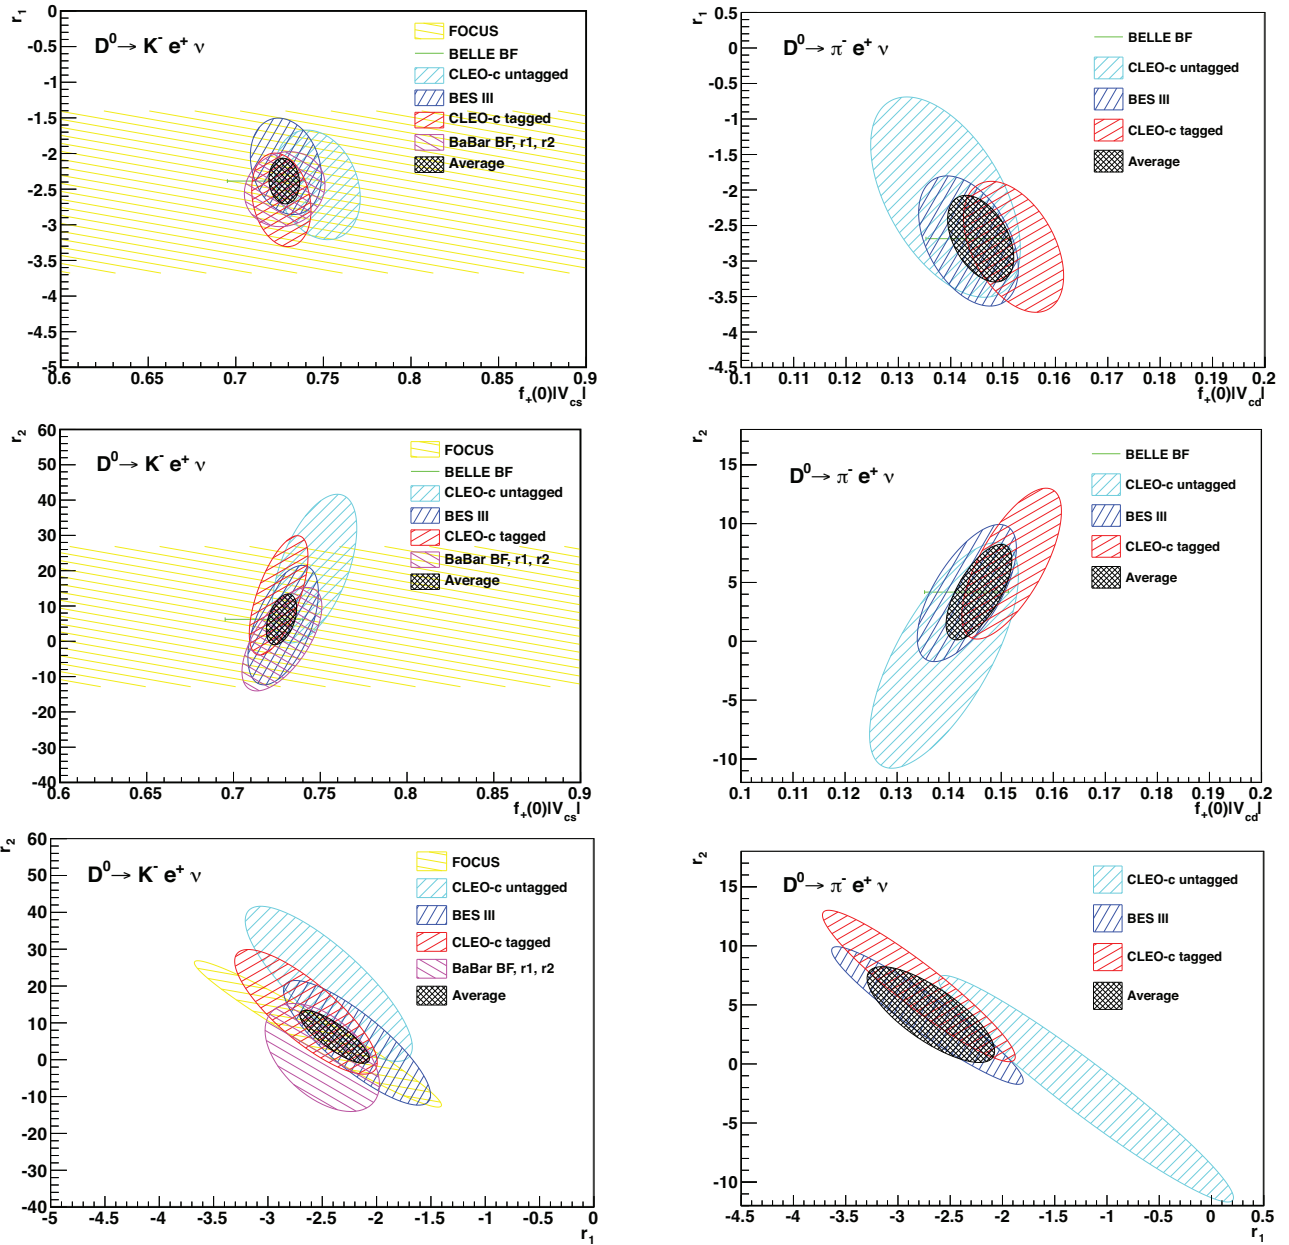 r₁
0
-0.5
-1
-1.5
-2
-2.5
-3
-3.5
-4
-4.5
-5
D⁰→ K⁻ e⁺ ν
FOCUS
BELLE BF
CLEO-c untagged
BES III
CLEO-c tagged
BaBar BF, r1, r2
Average
0.6 0.65 0.7 0.75 0.8 0.85 0.9
f₊(0)|V_cs|
r₁
0.5
0
-0.5
-1
-1.5
-2
-2.5
-3
-3.5
-4
-4.5
D⁰→ π⁻ e⁺ ν
BELLE BF
CLEO-c untagged
BES III
CLEO-c tagged
Average
0.1 0.11 0.12 0.13 0.14 0.15 0.16 0.17 0.18 0.19 0.2
f₊(0)|V_cd|
r₂
60
50
40
30
20
10
0
-10
-20
-30
-40
D⁰→ K⁻ e⁺ ν
FOCUS
BELLE BF
CLEO-c untagged
BES III
CLEO-c tagged
BaBar BF, r1, r2
Average
0.6 0.65 0.7 0.75 0.8 0.85 0.9
f₊(0)|V_cs|
r₂
15
10
5
0
-5
-10
D⁰→ π⁻ e⁺ ν
BELLE BF
CLEO-c untagged
BES III
CLEO-c tagged
Average
0.1 0.11 0.12 0.13 0.14 0.15 0.16 0.17 0.18 0.19 0.2
f₊(0)|V_cd|
r₂
60
50
40
30
20
10
0
-10
-20
-30
-40
D⁰→ K⁻ e⁺ ν
FOCUS
CLEO-c untagged
BES III
CLEO-c tagged
BaBar BF, r1, r2
Average
-5 -4.5 -4 -3.5 -3 -2.5 -2 -1.5 -1 -0.5 0
r₁
r₂
15
10
5
0
-5
-10
D⁰→ π⁻ e⁺ ν
CLEO-c untagged
BES III
CLEO-c tagged
Average
-4.5 -4 -3.5 -3 -2.5 -2 -1.5 -1 -0.5 0 0.5
r₁